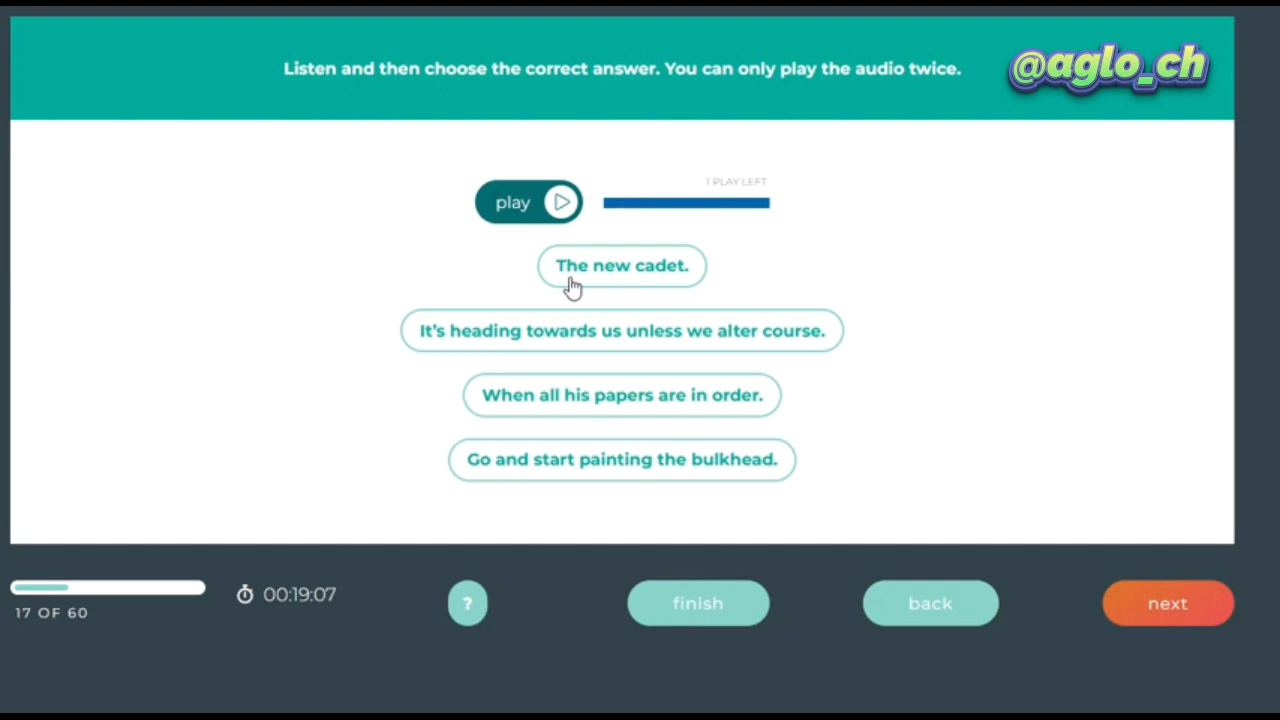 Listen and then choose the correct answer. You can only play the audio twice.
@aglo_ch
1 PLAY LEFT
play
The new cadet.
It's heading towards us unless we alter course.
When all his papers are in order.
Go and start painting the bulkhead.
17 OF 60
00:19:07
?
finish
back
next